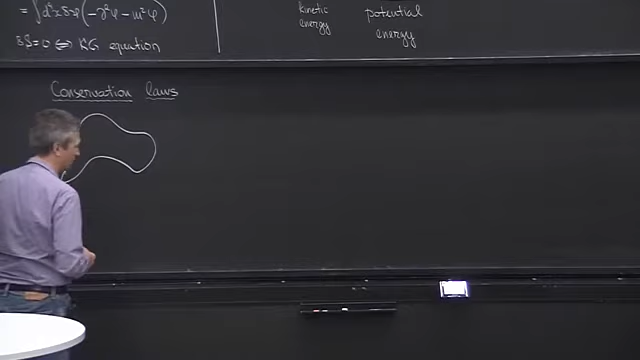 = ∫d⁴x δφ(-∂²φ - m²φ)
δS=0 ⇔ KG equation
kinetic energy
potential energy
Conservation laws